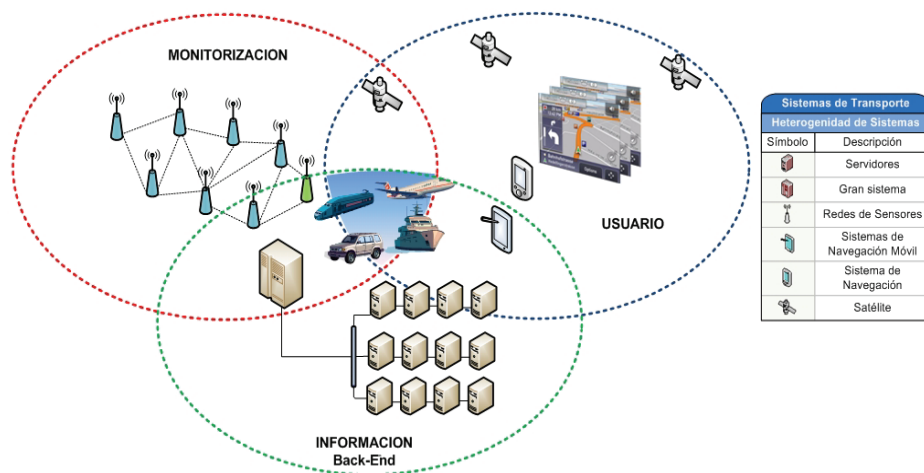 MONITORIZACION
USUARIO
INFORMACION
Back-End
Sistemas de Transporte
Heterogenidad de Sistemas
Símbolo Descripción
Servidores
Gran sistema
Redes de Sensores
Sistemas de
Navegación Móvil
Sistema de
Navegación
Satélite